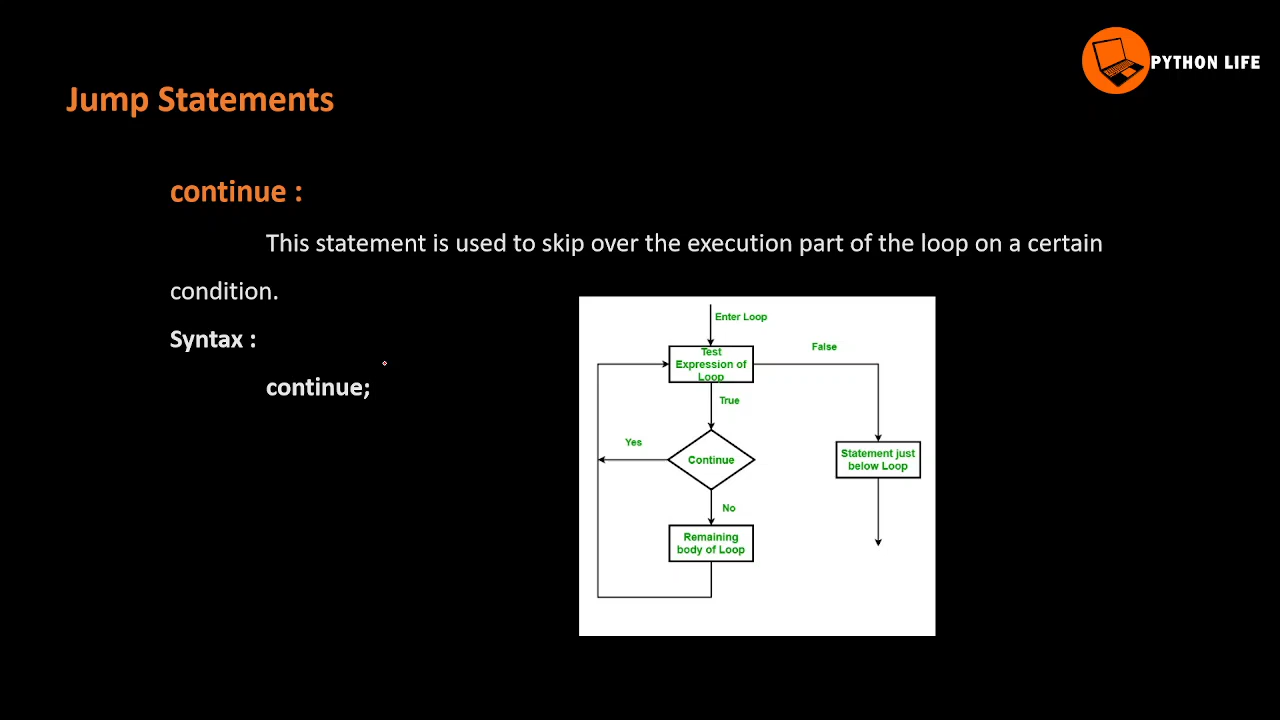 PYTHON LIFE
Jump Statements
continue :
This statement is used to skip over the execution part of the loop on a certain
condition.
Syntax :
continue;
Enter Loop
Test
Expression of
Loop
False
True
Yes
Continue
Statement just
below Loop
No
Remaining
body of Loop